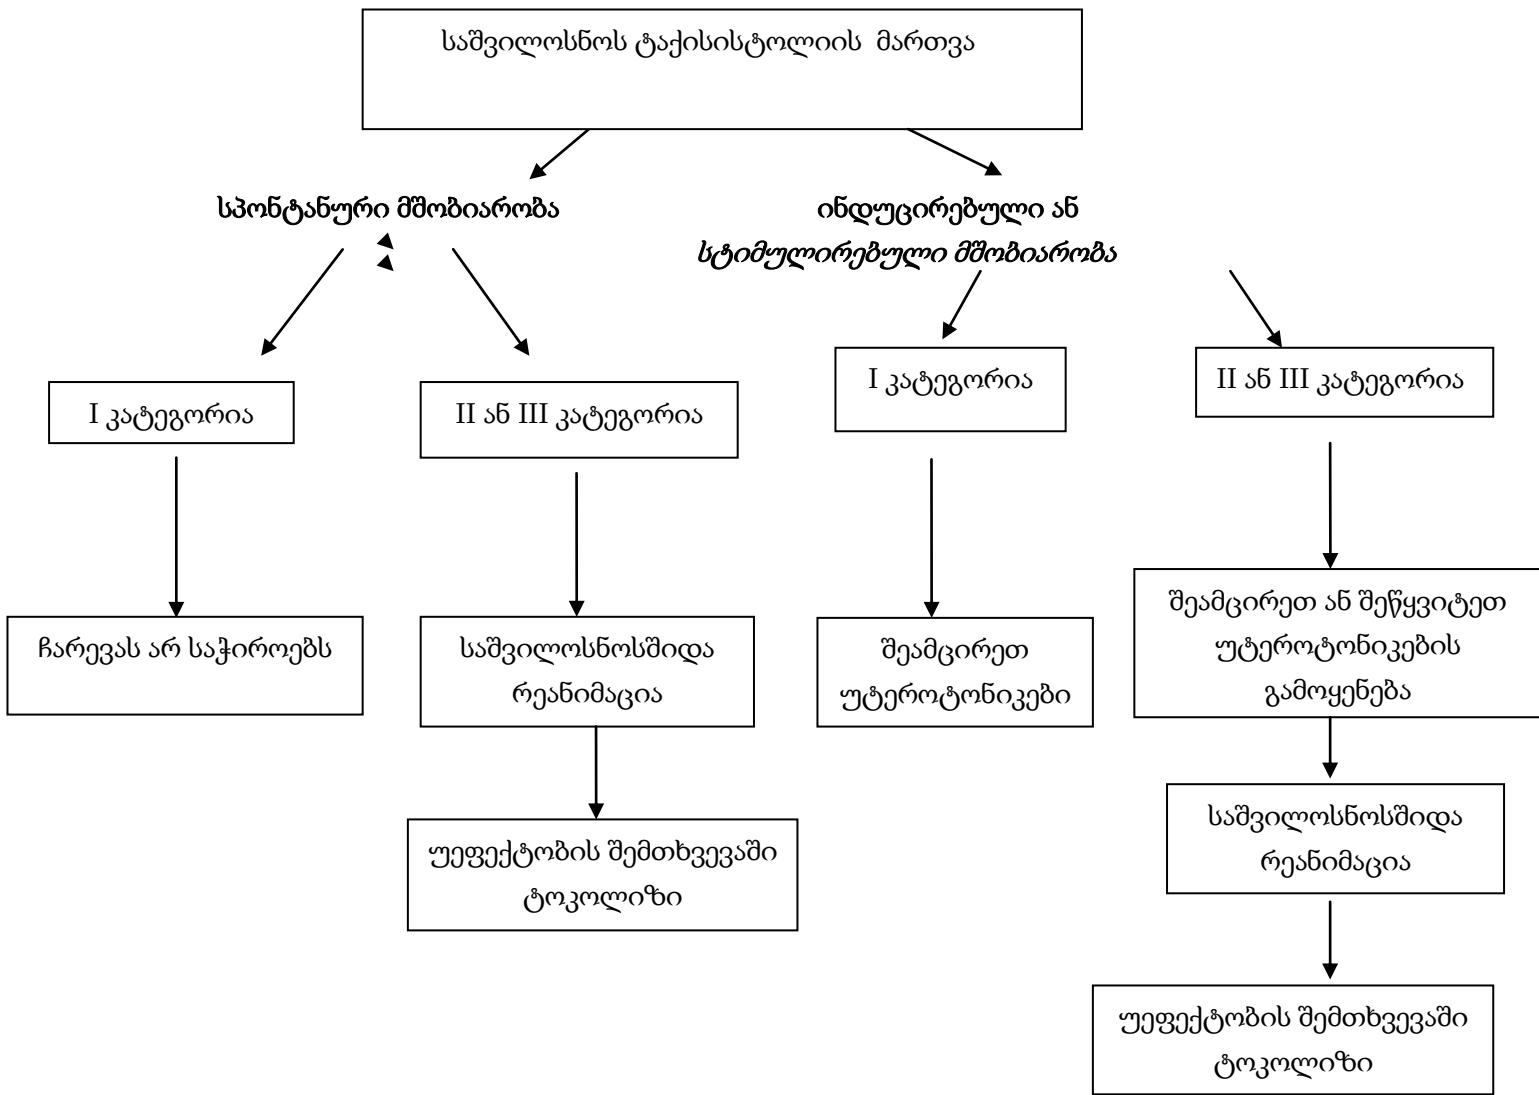 საშვილოსნოს ტაქისისტოლიის მართვა
სპონტანური მშობიარობა
ინდუცირებული ან
სტიმულირებული მშობიარობა
I კატეგორია
II ან III კატეგორია
I კატეგორია
II ან III კატეგორია
ჩარევას არ საჭიროებს
საშვილოსნოსშიდა
რეანიმაცია
შეამცირეთ
უტეროტონიკები
შეამცირეთ ან შეწყვიტეთ
უტეროტონიკების
გამოყენება
უეფექტობის შემთხვევაში
ტოკოლიზი
საშვილოსნოსშიდა
რეანიმაცია
უეფექტობის შემთხვევაში
ტოკოლიზი